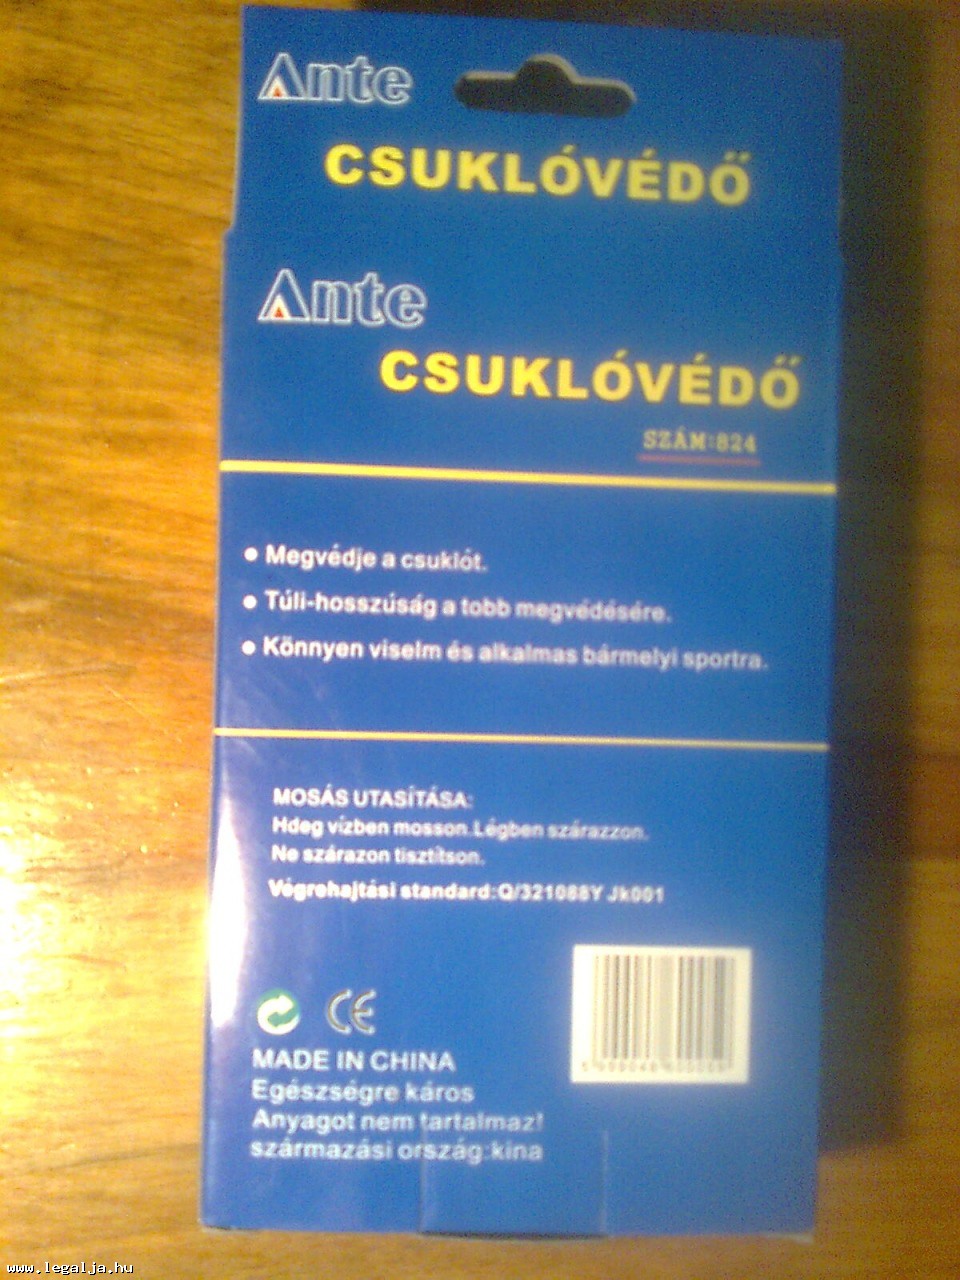 Ante
CSUKLÓVÉDŐ
Ante
CSUKLÓVÉDŐ
SZÁM:824
• Megvédje a csuklót.
• Túli-hosszúság a tobb megvédésére.
• Könnyen viselm és alkalmas bármelyi sportra.
MOSÁS UTASÍTÁSA:
Hdeg vízben mosson.Légben szárazzon.
Ne szárazon tisztítson.
Végrehajtási standard:Q/321088Y Jk001
CE
MADE IN CHINA
Egészségre káros
Anyagot nem tartalmaz!
származási ország:kina
www.legalja.hu